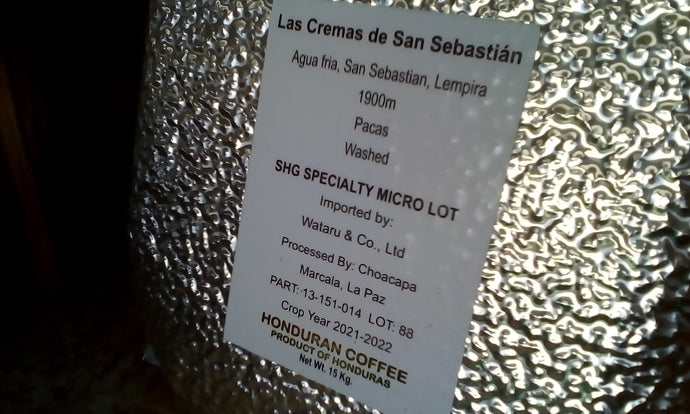 Las Cremas de San Sebastián
Agua fria, San Sebastian, Lempira
1900m
Pacas
Washed
SHG SPECIALTY MICRO LOT
Imported by:
Wataru & Co., Ltd
Processed By: Choacapa
Marcala, La Paz
PART: 13-151-014 LOT: 88
Crop Year 2021-2022
HONDURAN COFFEE
PRODUCT OF HONDURAS
Net Wt. 15 Kg.